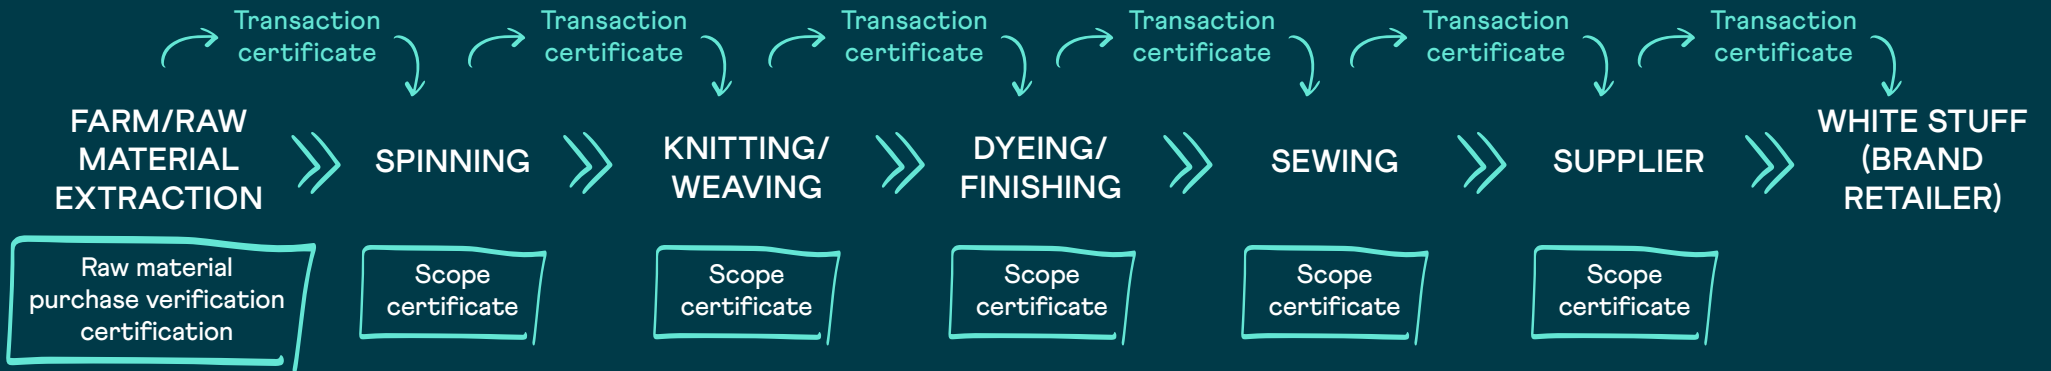 Transaction
certificate
Transaction
certificate
Transaction
certificate
Transaction
certificate
Transaction
certificate
Transaction
certificate
FARM/RAW
MATERIAL
EXTRACTION
SPINNING
KNITTING/
WEAVING
DYEING/
FINISHING
SEWING
SUPPLIER
WHITE STUFF
(BRAND
RETAILER)
Raw material
purchase verification
certification
Scope
certificate
Scope
certificate
Scope
certificate
Scope
certificate
Scope
certificate